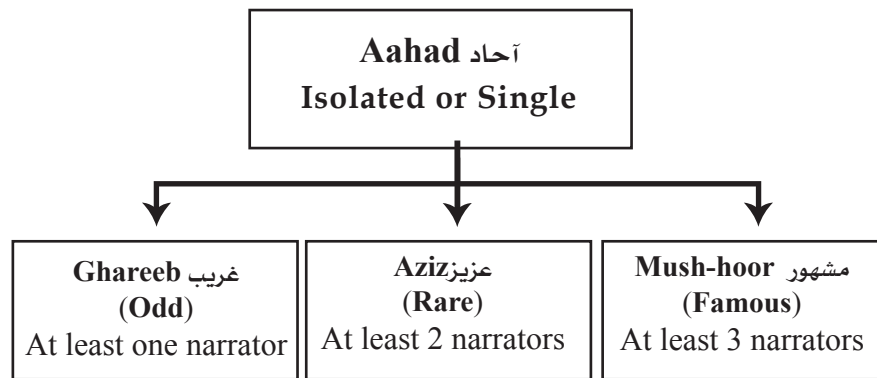 Aahad آحاد
Isolated or Single
Ghareeb غريب
(Odd)
At least one narrator
Azizعزيز
(Rare)
At least 2 narrators
Mush-hoor مشهور
(Famous)
At least 3 narrators